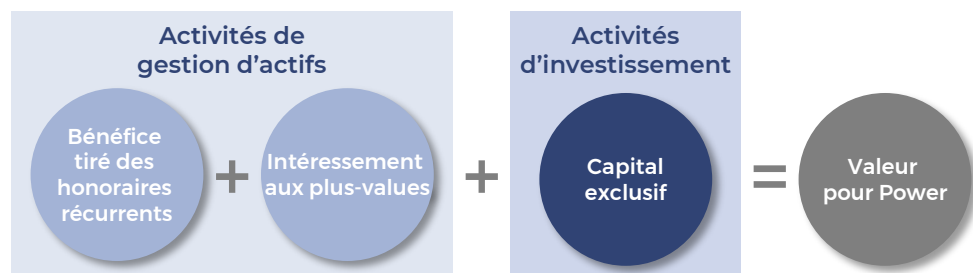 Activités de
gestion d'actifs
Activités
d'investissement
Bénéfice
tiré des
honoraires
récurrents
+
Intéressement
aux plus-values
+
Capital
exclusif
=
Valeur
pour Power